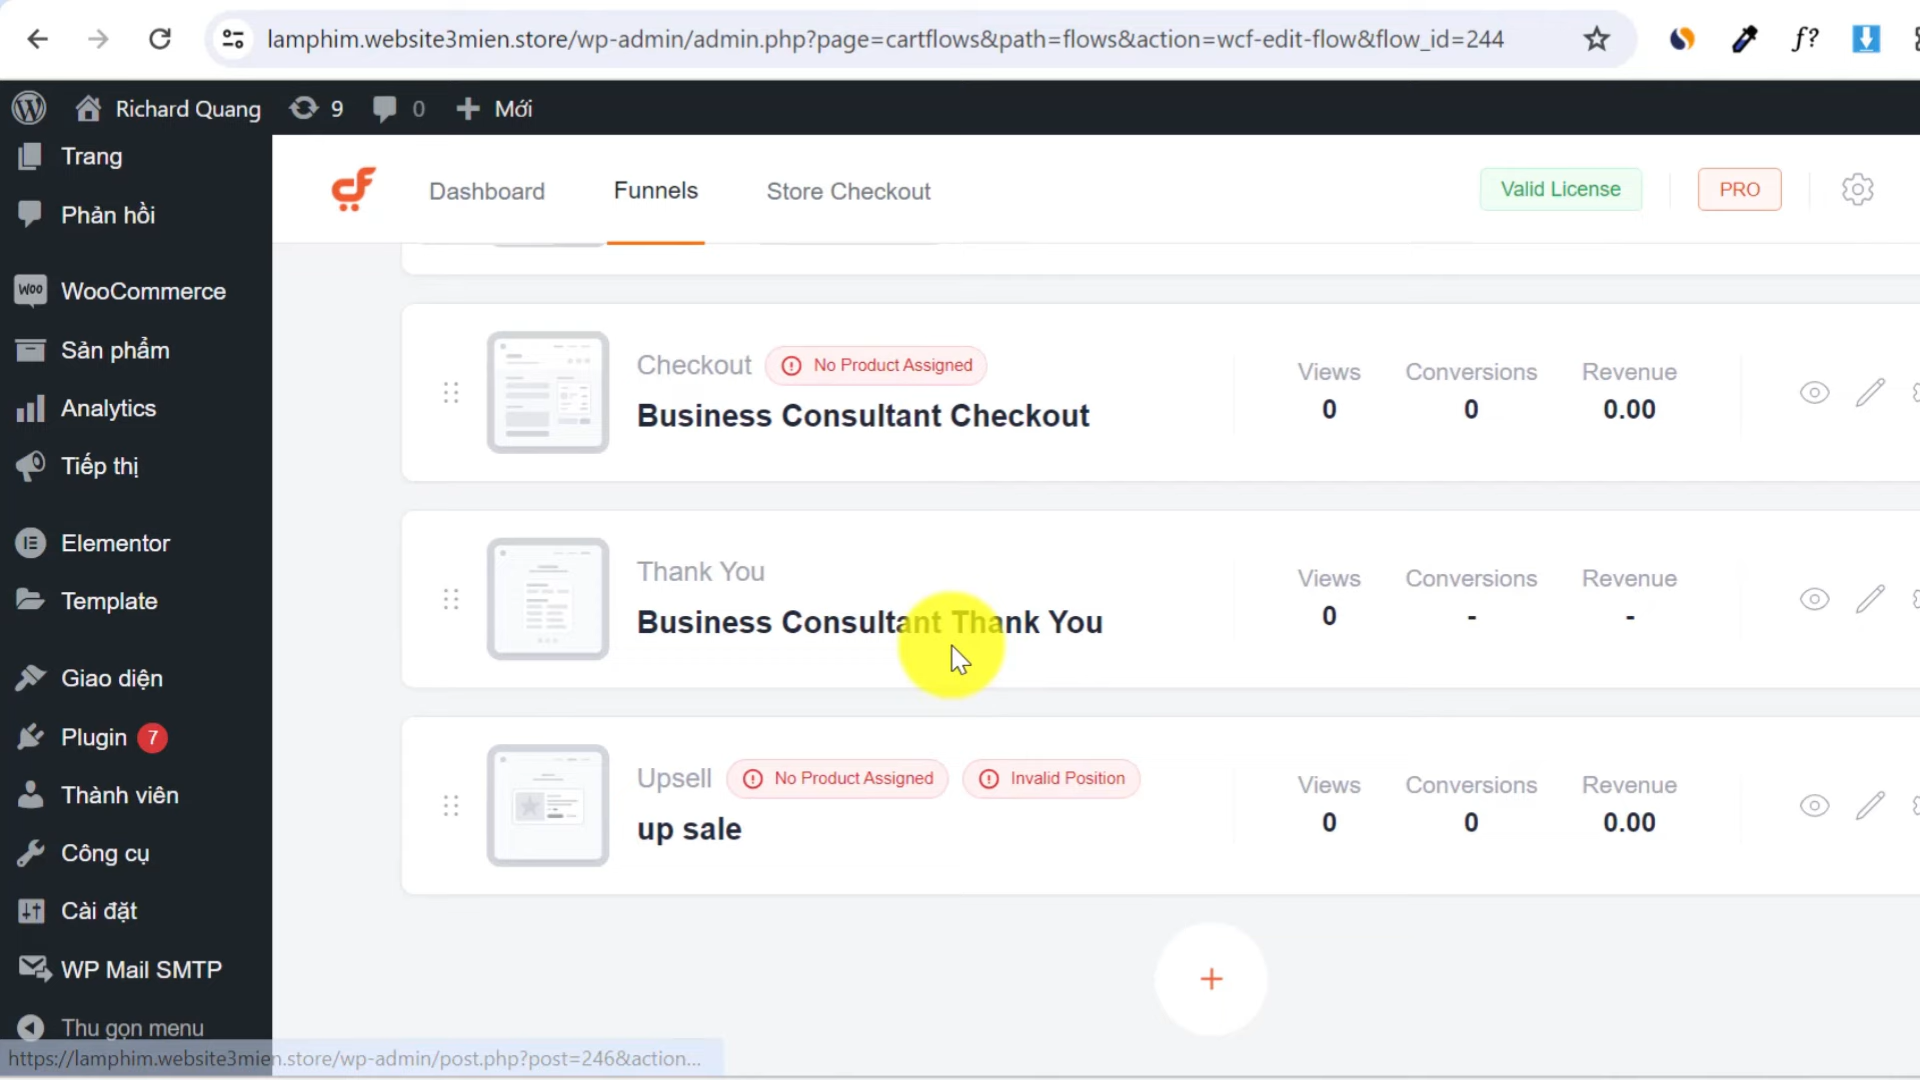 lamphim.website3mien.store/wp-admin/admin.php?page=cartflows&path=flows&action=wcf-edit-flow&flow_id=244
f?
Richard Quang
9
0
Mới
Trang
Phản hồi
WooCommerce
Sản phẩm
Analytics
Tiếp thị
Elementor
Template
Giao diện
Plugin 7
Thành viên
Công cụ
Cài đặt
WP Mail SMTP
Thu gọn menu
https://lamphim.website3mien.store/wp-admin/post.php?post=246&action...
Dashboard
Funnels
Store Checkout
Valid License
PRO
Checkout
No Product Assigned
Business Consultant Checkout
Views
0
Conversions
0
Revenue
0.00
Thank You
Business Consultant Thank You
Views
0
Conversions
-
Revenue
-
Upsell
No Product Assigned
Invalid Position
up sale
Views
0
Conversions
0
Revenue
0.00